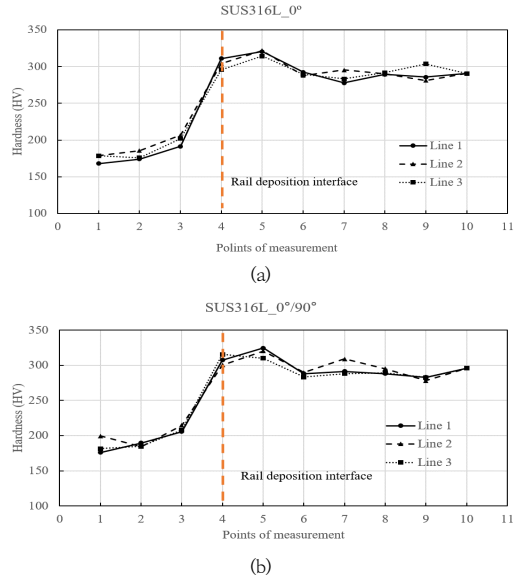 SUS316L_0°
350
300
250
200
150
100
Hardness (HV)
Line 1
Line 2
Line 3
Rail deposition interface
0 1 2 3 4 5 6 7 8 9 10 11
Polints of measurement
(a)
SUS316L_0°/90°
350
300
250
200
150
100
Hardness (HV)
Line 1
Line 2
Line 3
Rail deposition interface
0 1 2 3 4 5 6 7 8 9 10 11
Points of measurement
(b)